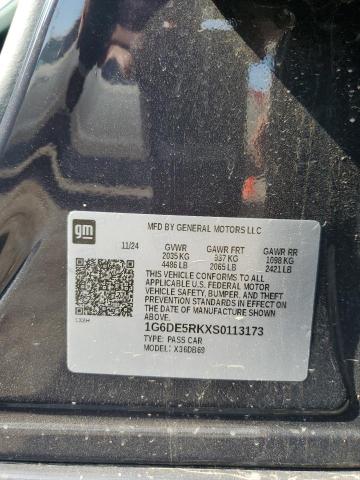 gm
MFD BY GENERAL MOTORS LLC
11/24 GVWR GAWR FRT GAWR RR
2035 KG 937 KG 1098 KG
4486 LB 2065 LB 2421 LB
THIS VEHICLE CONFORMS TO ALL
APPLICABLE U.S. FEDERAL MOTOR
VEHICLE SAFETY, BUMPER, AND THEFT
PREVENTION STANDARDS IN EFFECT ON
THE DATE OF MANUFACTURE SHOWN
ABOVE.
1G6DE5RKXS0113173
TYPE: PASS CAR
MODEL: X36DB69